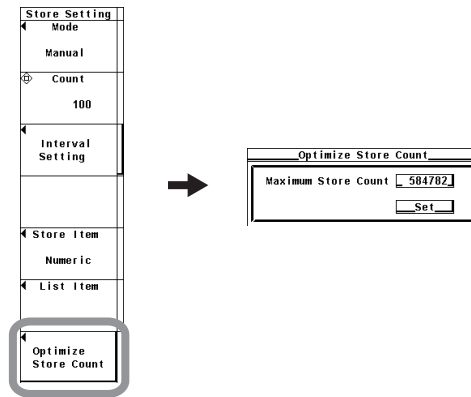 Store Setting
Mode
Manual
Count
100
Interval
Setting
Store Item
Numeric
List Item
Optimize
Store Count
Optimize Store Count
Maximum Store Count 584782
Set